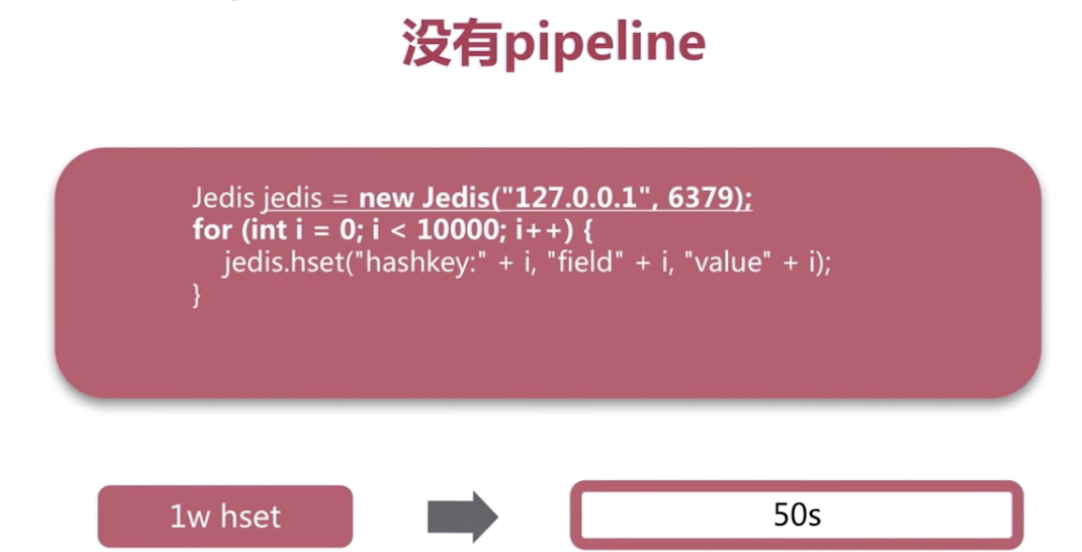 没有pipeline
Jedis jedis = new Jedis("127.0.0.1", 6379);
for (int i = 0; i < 10000; i++) {
jedis.hset("hashkey:" + i, "field" + i, "value" + i);
}
1w hset
50s